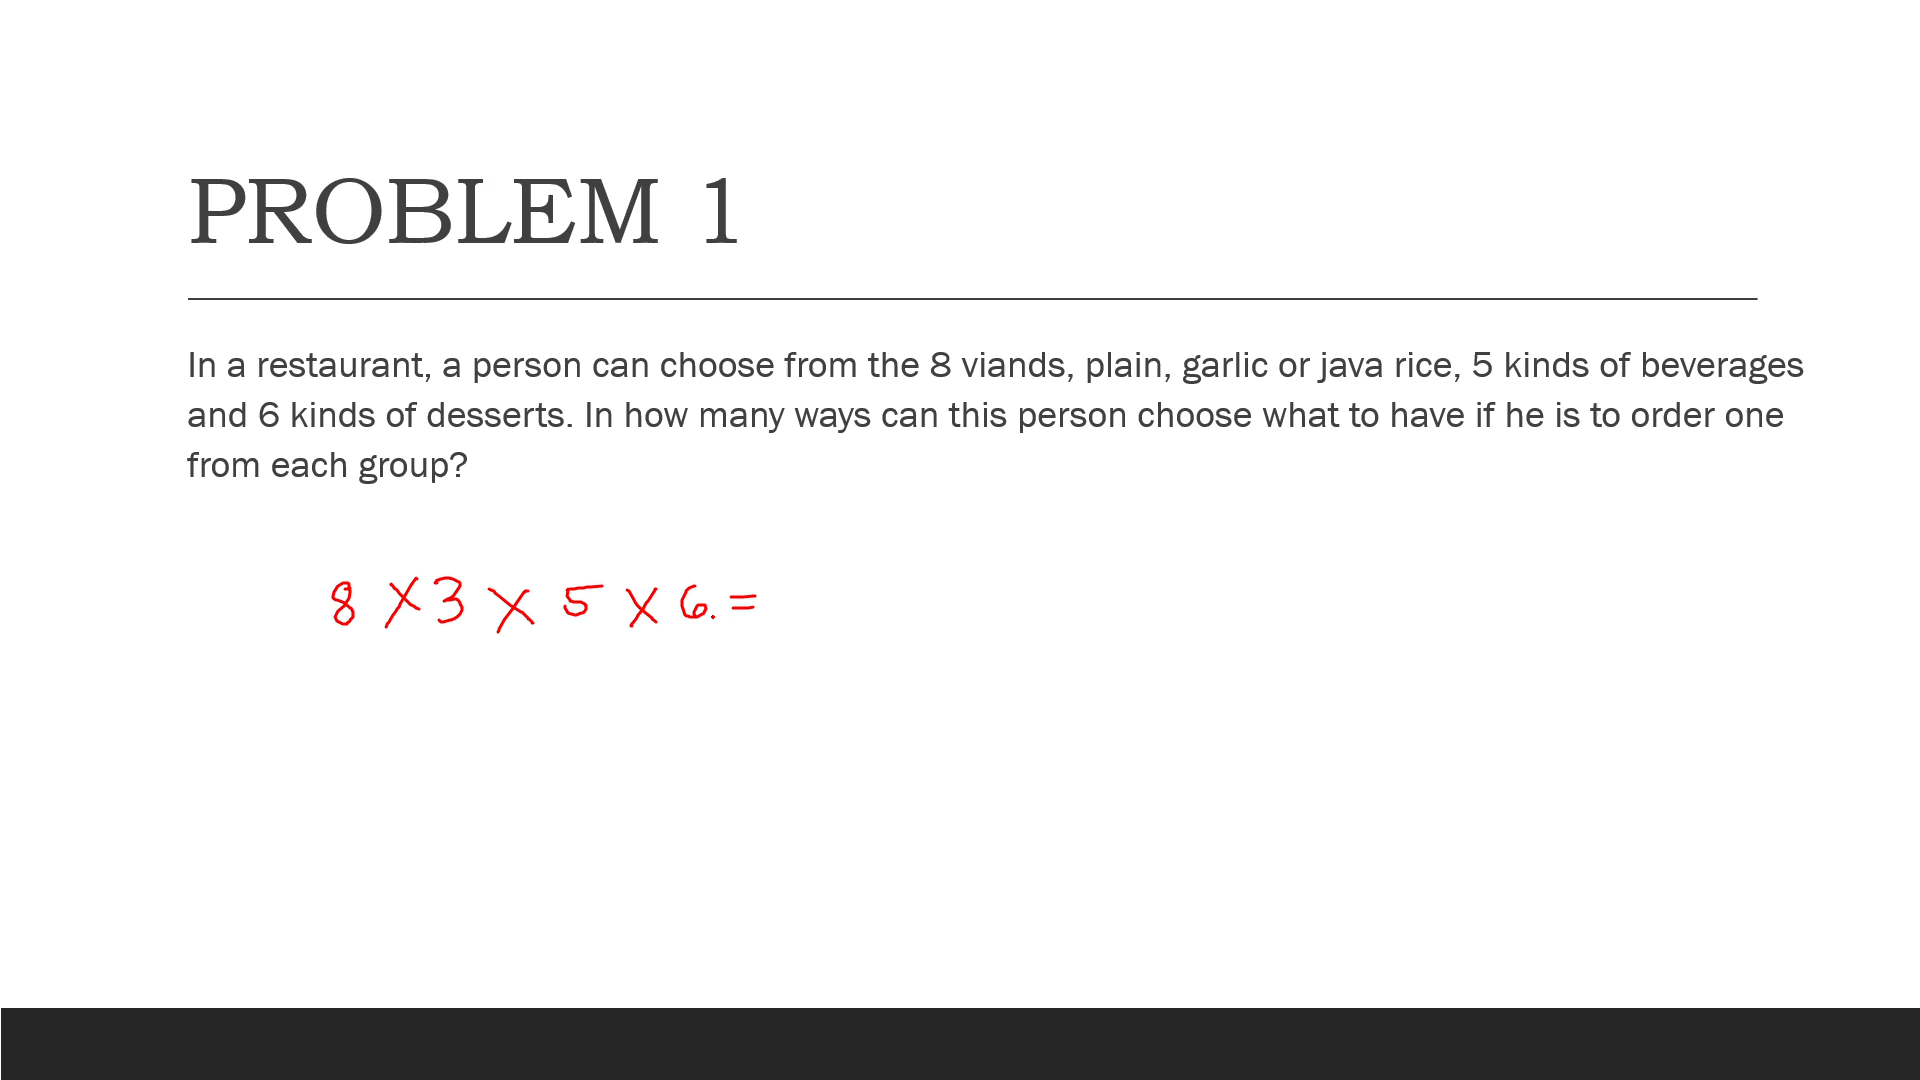 PROBLEM 1
In a restaurant, a person can choose from the 8 viands, plain, garlic or java rice, 5 kinds of beverages
and 6 kinds of desserts. In how many ways can this person choose what to have if he is to order one
from each group?
8 X 3 X 5 X 6. =